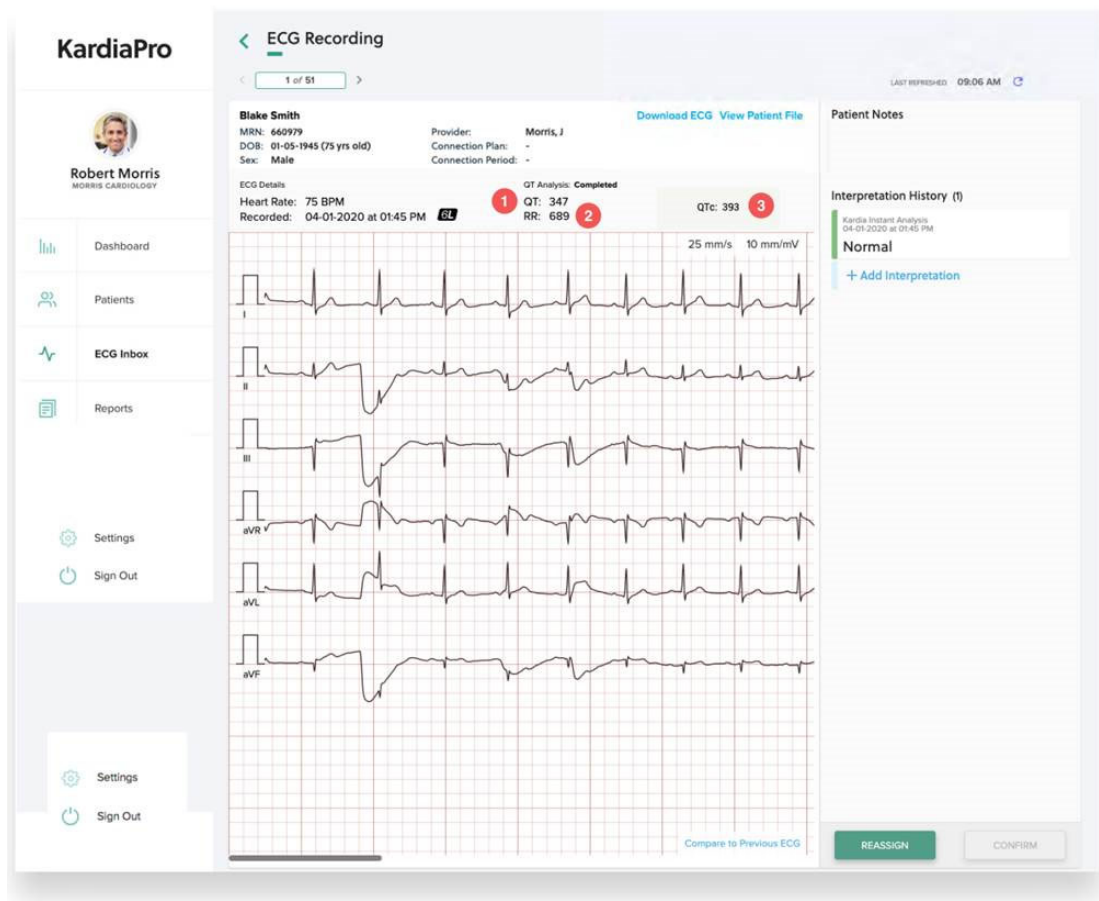 KardiaPro
Robert Morris
MORRIS CARDIOLOGY
Dashboard
Patients
ECG Inbox
Reports
Settings
Sign Out
Settings
Sign Out
ECG Recording
1 of 51
LAST REFRESHED 09:06 AM
Blake Smith
Download ECG View Patient File
MRN: 660979 Provider: Morris, J
DOB: 01-05-1945 (75 yrs old) Connection Plan: -
Sex: Male Connection Period: -
ECG Details QT Analysis: Completed
Heart Rate: 75 BPM 1 QT: 347
Recorded: 04-01-2020 at 01:45 PM 6L RR: 689 2
QTc: 393 3
25 mm/s 10 mm/mV
I
II
III
aVR
aVL
aVF
Compare to Previous ECG
Patient Notes
Interpretation History (1)
Kardia Instant Analysis
04-01-2020 at 01:45 PM
Normal
+ Add Interpretation
REASSIGN CONFIRM